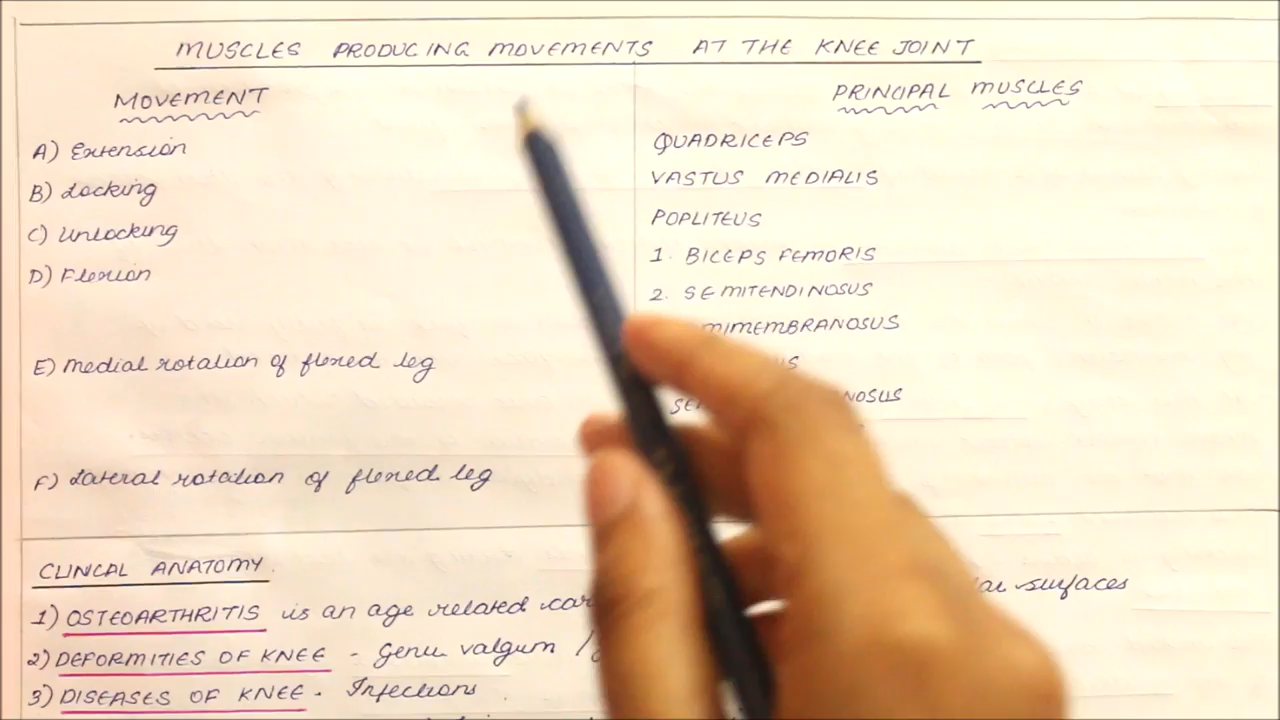 MUSCLES PRODUCING MOVEMENTS AT THE KNEE JOINT
MOVEMENT PRINCIPAL MUSCLES
A) Extension QUADRICEPS
B) Locking VASTUS MEDIALIS
C) Unlocking POPLITEUS
D) Flexion 1. BICEPS FEMORIS
2. SEMITENDINOSUS
MIMEMBRANOSUS
E) Medial rotation of flexed leg
F) Lateral rotation of flexed leg
CLINCAL ANATOMY.
1) OSTEOARTHRITIS is an age related surfaces
2) DEFORMITIES OF KNEE - Genu valgum /
3) DISEASES OF KNEE - Infections